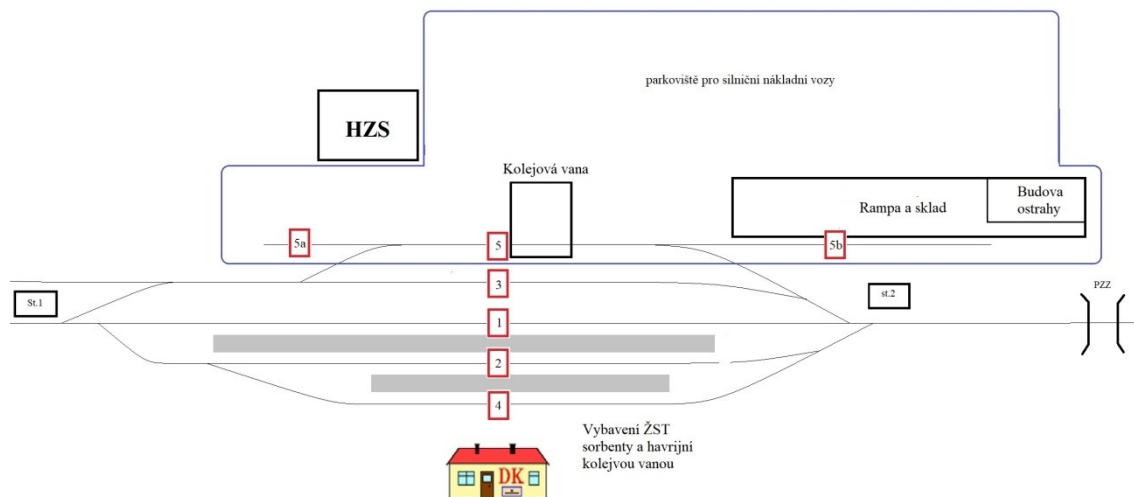 parkoviště pro silniční nákladní vozy
HZS
Kolejová vana
Budova
ostrahy
Rampa a sklad
5a
5
5b
3
St.1
st.2
PZZ
1
2
4
Vybavení ŽST
sorbenty a havrijní
kolejvou vanou
DK